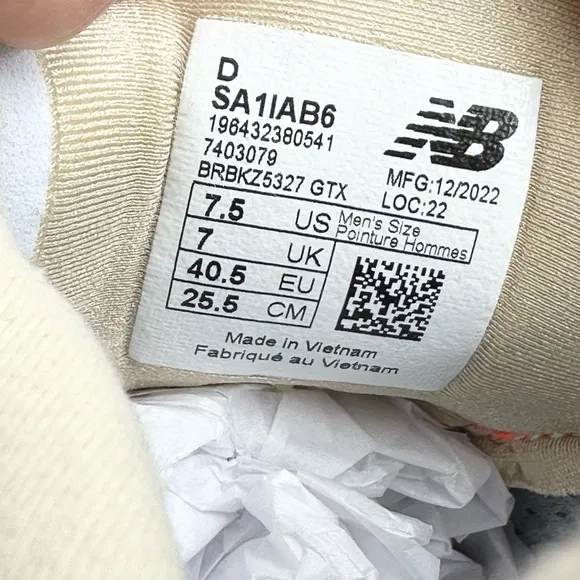 D
SA1IAB6
196432380541
7403079
BRBKZ5327 GTX
NB
MFG:12/2022
LOC:22
7.5 US Men's Size
Pointure Hommes
7 UK
40.5 EU
25.5 CM
Made in Vietnam
Fabriqué au Vietnam